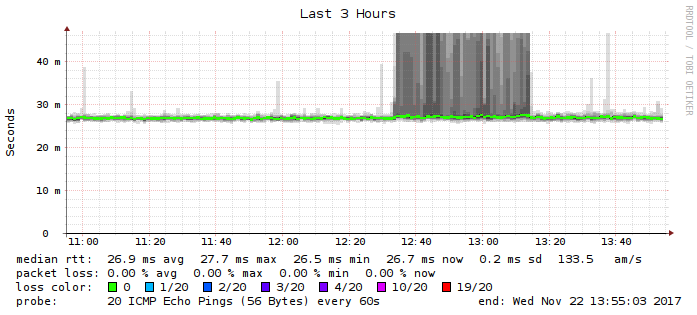 Last 3 Hours
RRDTOOL / TOBI OETIKER
Seconds
40 m
30 m
20 m
10 m
0
11:00 11:20 11:40 12:00 12:20 12:40 13:00 13:20 13:40
median rtt: 26.9 ms avg 27.7 ms max 26.5 ms min 26.7 ms now 0.2 ms sd 133.5 am/s
packet loss: 0.00 % avg 0.00 % max 0.00 % min 0.00 % now
loss color: 0 1/20 2/20 3/20 4/20 10/20 19/20
probe: 20 ICMP Echo Pings (56 Bytes) every 60s end: Wed Nov 22 13:55:03 2017